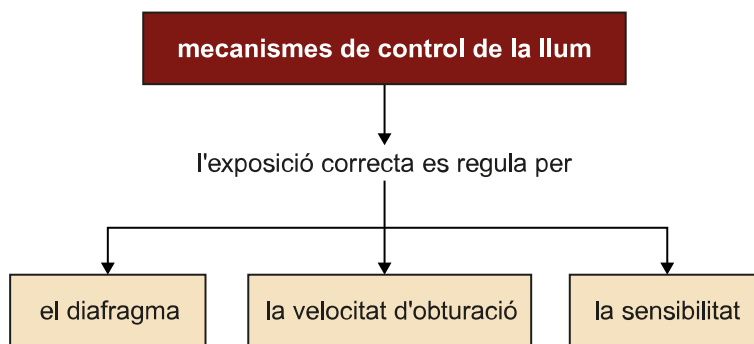 mecanismes de control de la llum
l'exposició correcta es regula per
el diafragma
la velocitat d'obturació
la sensibilitat